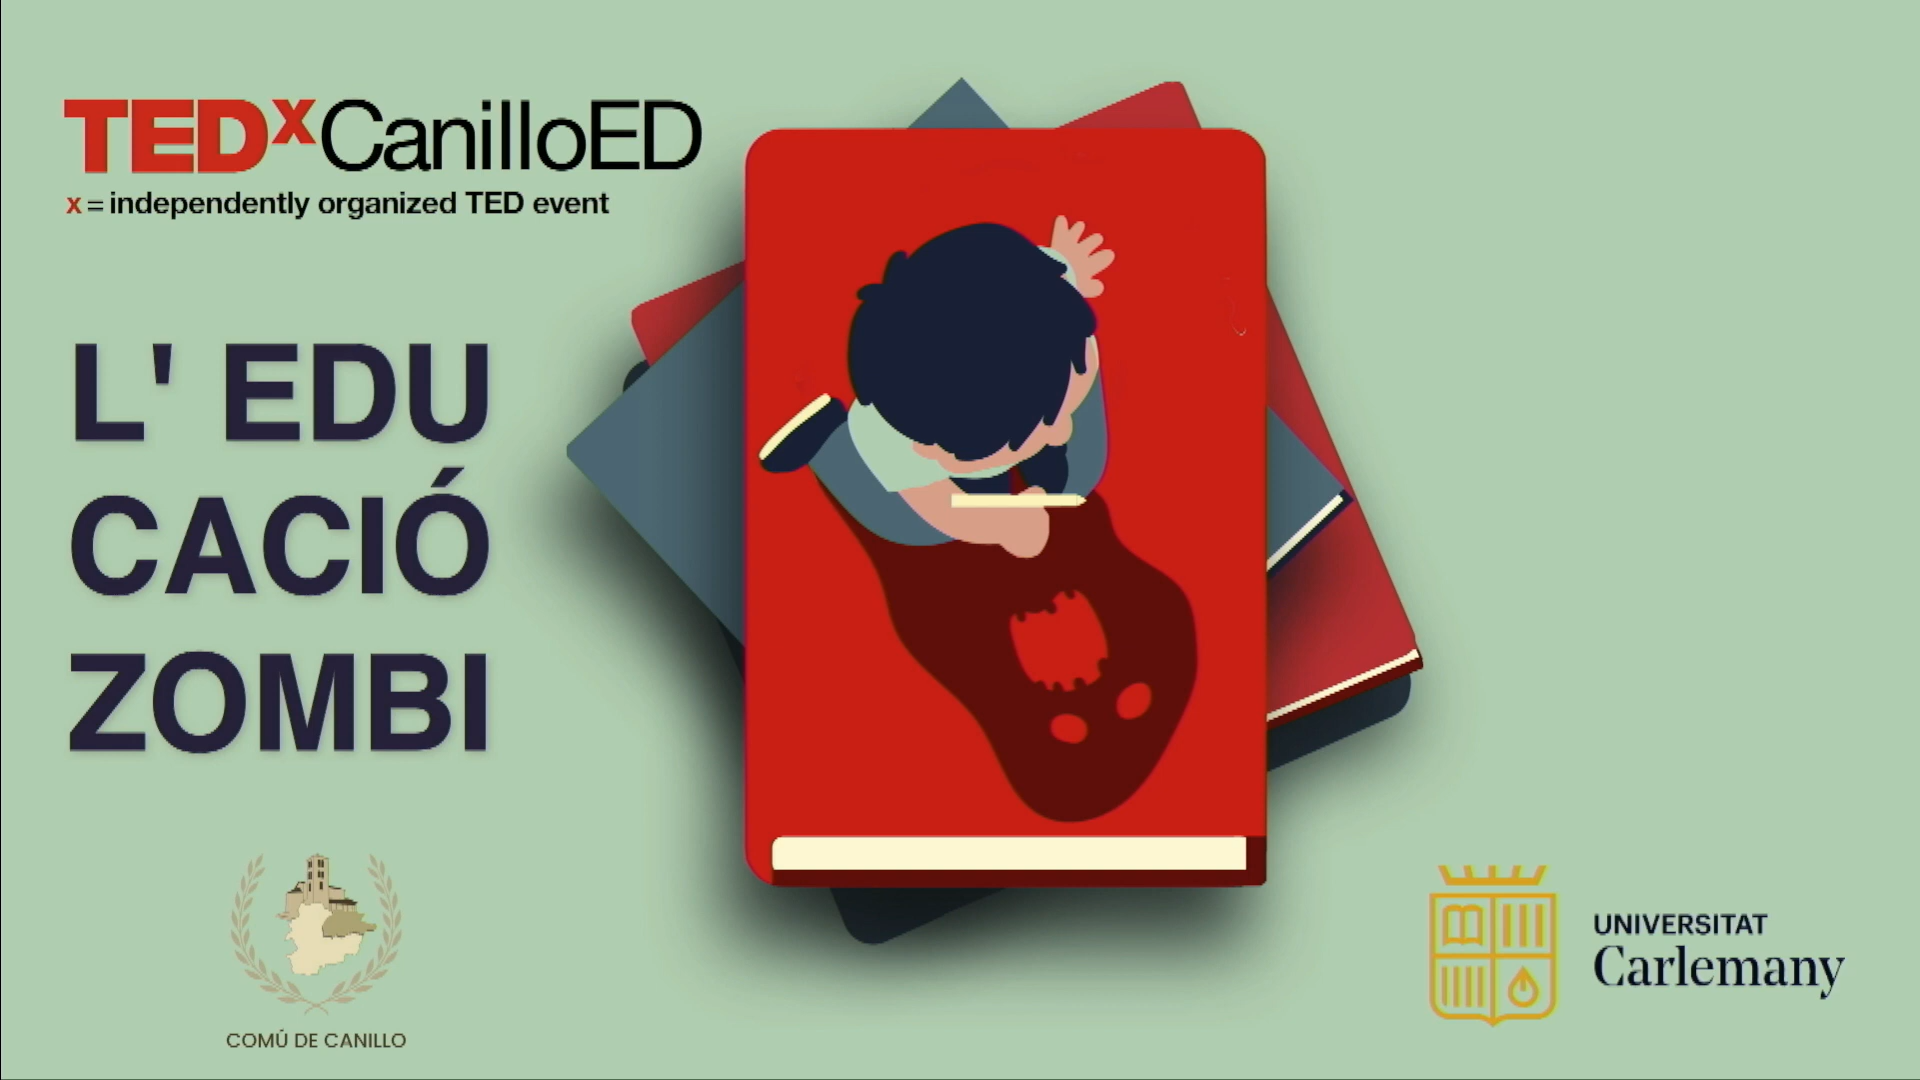 TEDxCanilloED
x = independently organized TED event
L' EDU
CACIÓ
ZOMBI
COMÚ DE CANILLO
UNIVERSITAT
Carlemany